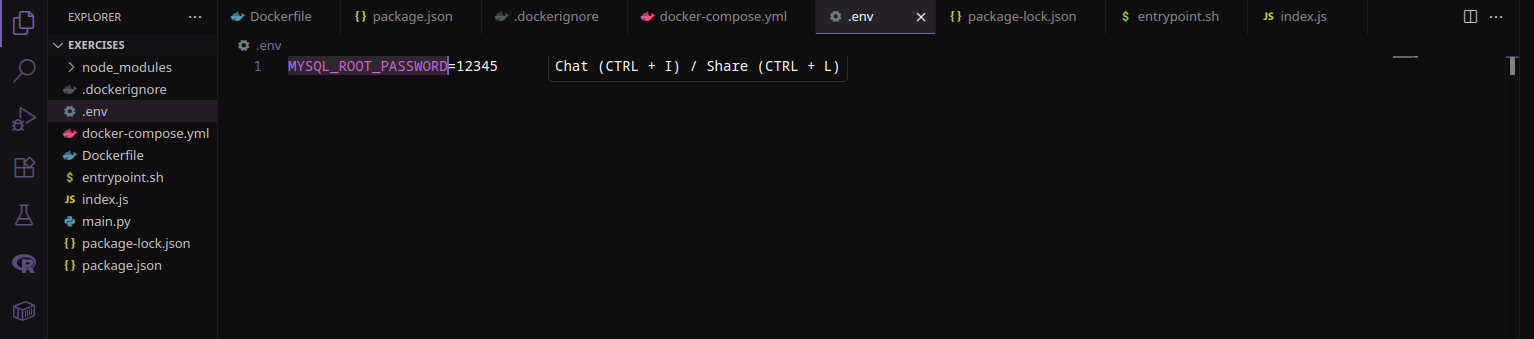 EXPLORER ···
Dockerfile {} package.json .dockerignore docker-compose.yml .env × {} package-lock.json $ entrypoint.sh JS index.js ···
EXERCISES
node_modules
.dockerignore
.env
docker-compose.yml
Dockerfile
$ entrypoint.sh
JS index.js
main.py
{} package-lock.json
{} package.json
.env
1 MYSQL_ROOT_PASSWORD=12345 Chat (CTRL + I) / Share (CTRL + L)
R